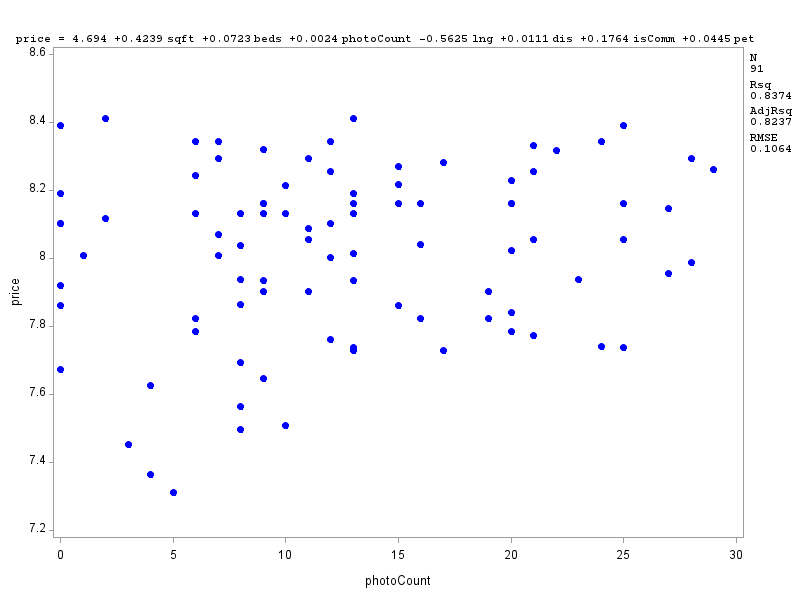 price = 4.694 +0.4239 sqft +0.0723 beds +0.0024 photoCount -0.5625 lng +0.0111 dis +0.1764 isComm +0.0445 pet
N
91
Rsq
0.8374
AdjRsq
0.8237
RMSE
0.1064
8.6
8.4
8.2
8
7.8
7.6
7.4
7.2
price
0 5 10 15 20 25 30
photoCount